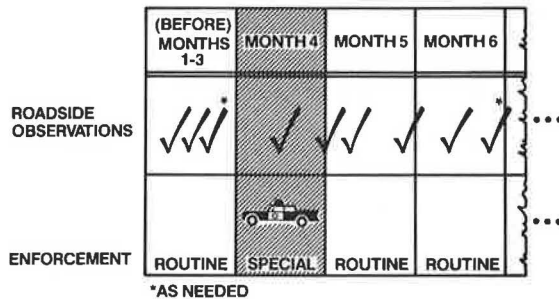 (BEFORE)
MONTHS
1-3
MONTH 4
MONTH 5
MONTH 6
ROADSIDE
OBSERVATIONS
*
*
...
...
ENFORCEMENT
ROUTINE
SPECIAL
ROUTINE
ROUTINE
*AS NEEDED